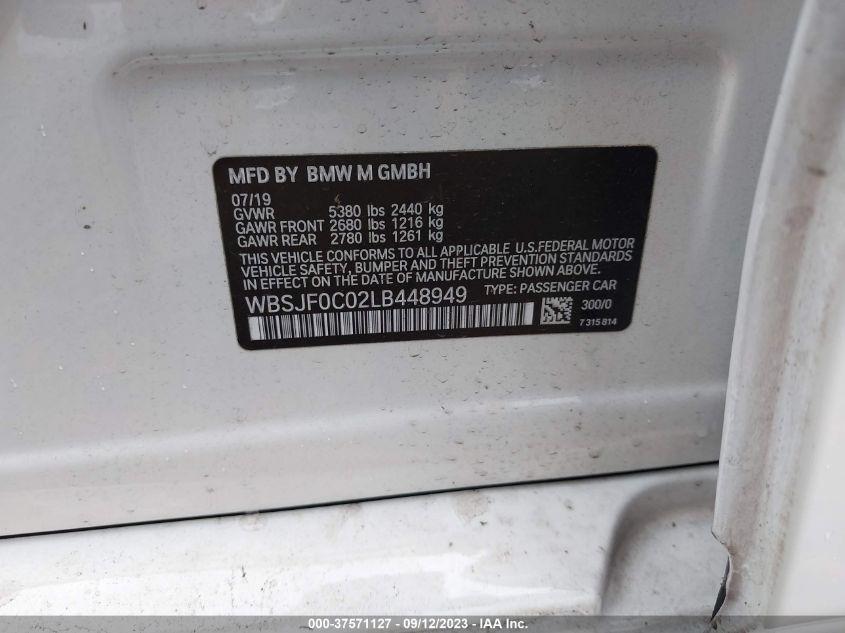 MFD BY BMW M GMBH
07/19
GVWR 5380 lbs 2440 kg
GAWR FRONT 2680 lbs 1216 kg
GAWR REAR 2780 lbs 1261 kg
THIS VEHICLE CONFORMS TO ALL APPLICABLE U.S.FEDERAL MOTOR
VEHICLE SAFETY, BUMPER AND THEFT PREVENTION STANDARDS
IN EFFECT ON THE DATE OF MANUFACTURE SHOWN ABOVE.
WBSJF0C02LB448949 TYPE: PASSENGER CAR
300/0
7 315 814
000-37571127 - 09/12/2023 - IAA Inc.